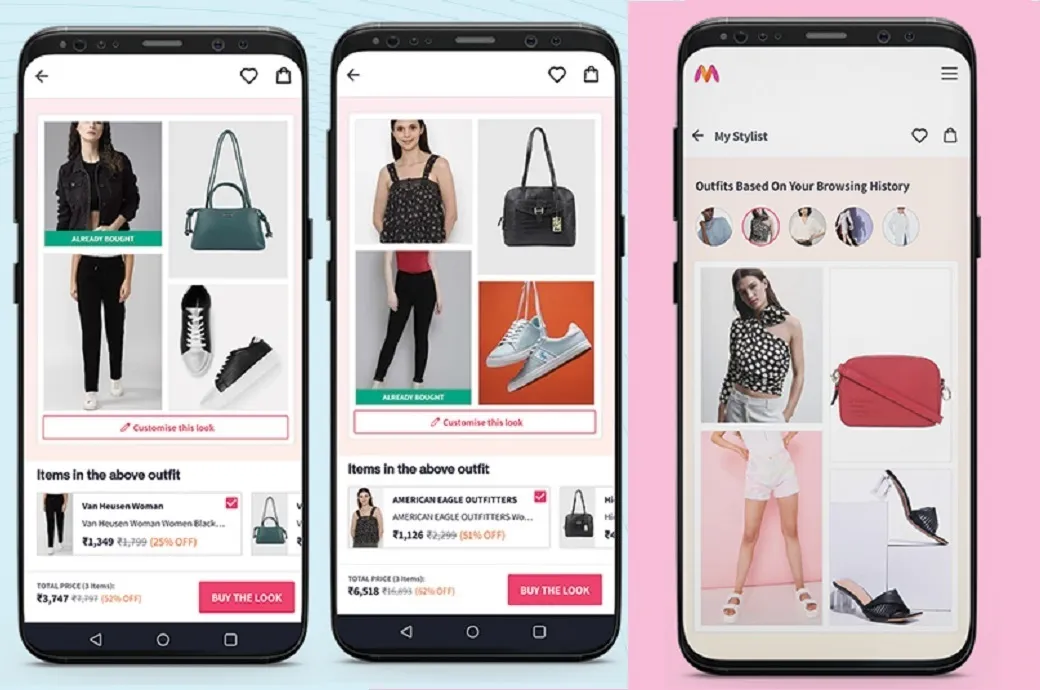 ALREADY BOUGHT
Customise this look
Items in the above outfit
Van Heusen Woman
Van Heusen Woman Women Black...
₹1,349 ₹1,799 (25% OFF)
V
TOTAL PRICE (3 Items):
₹3,747 ₹7,797 (52% OFF)
BUY THE LOOK
ALREADY BOUGHT
Customise this look
Items in the above outfit
AMERICAN EAGLE OUTFITTERS
AMERICAN EAGLE OUTFITTERS Wo...
₹1,126 ₹2,299 (51% OFF)
Hi
Hi
₹4
TOTAL PRICE (3 Items):
₹6,518 (62% OFF)
BUY THE LOOK
My Stylist
Outfits Based On Your Browsing History